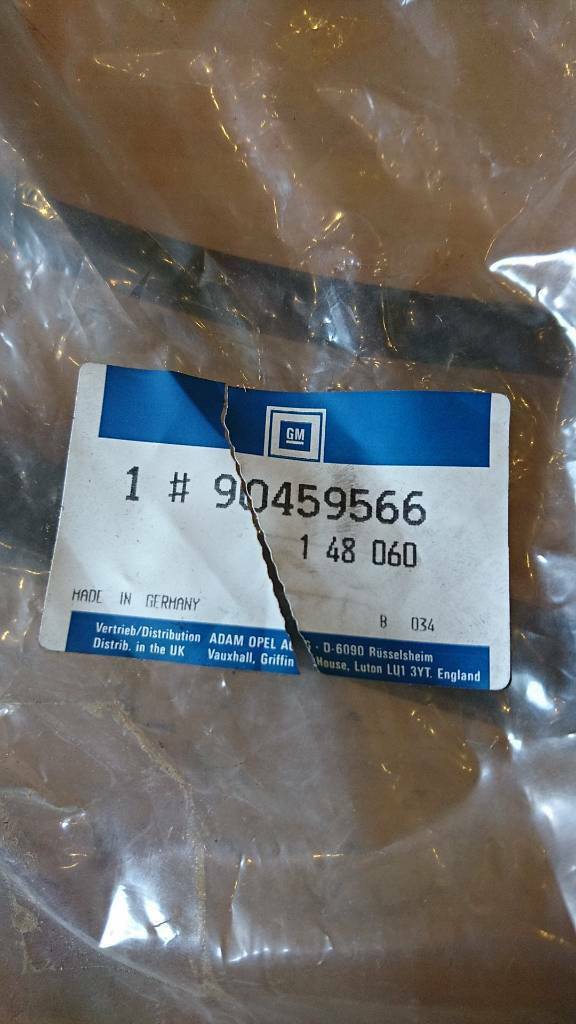 GM
1 # 90459566
1 48 060
MADE IN GERMANY
B 034
Vertrieb/Distribution ADAM OPEL AG · D-6090 Rüsselsheim
Distrib. in the UK Vauxhall, Griffin House, Luton LU1 3YT. England